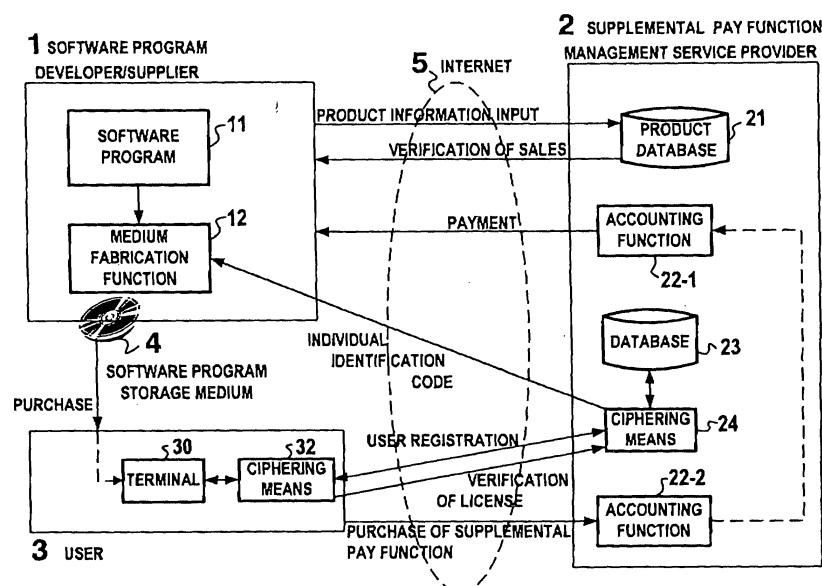 1 SOFTWARE PROGRAM
DEVELOPER/SUPPLIER
2 SUPPLEMENTAL PAY FUNCTION
MANAGEMENT SERVICE PROVIDER
5 INTERNET
SOFTWARE
PROGRAM
11
PRODUCT INFORMATION INPUT
PRODUCT
DATABASE
21
VERIFICATION OF SALES
MEDIUM
FABRICATION
FUNCTION
12
PAYMENT
ACCOUNTING
FUNCTION
22-1
4
SOFTWARE PROGRAM
STORAGE MEDIUM
INDIVIDUAL
IDENTIFICATION
CODE
DATABASE
23
PURCHASE
CIPHERING
MEANS
24
USER REGISTRATION
30
TERMINAL
32
CIPHERING
MEANS
VERIFICATION
OF LICENSE
22-2
ACCOUNTING
FUNCTION
PURCHASE OF SUPPLEMENTAL
PAY FUNCTION
3 USER